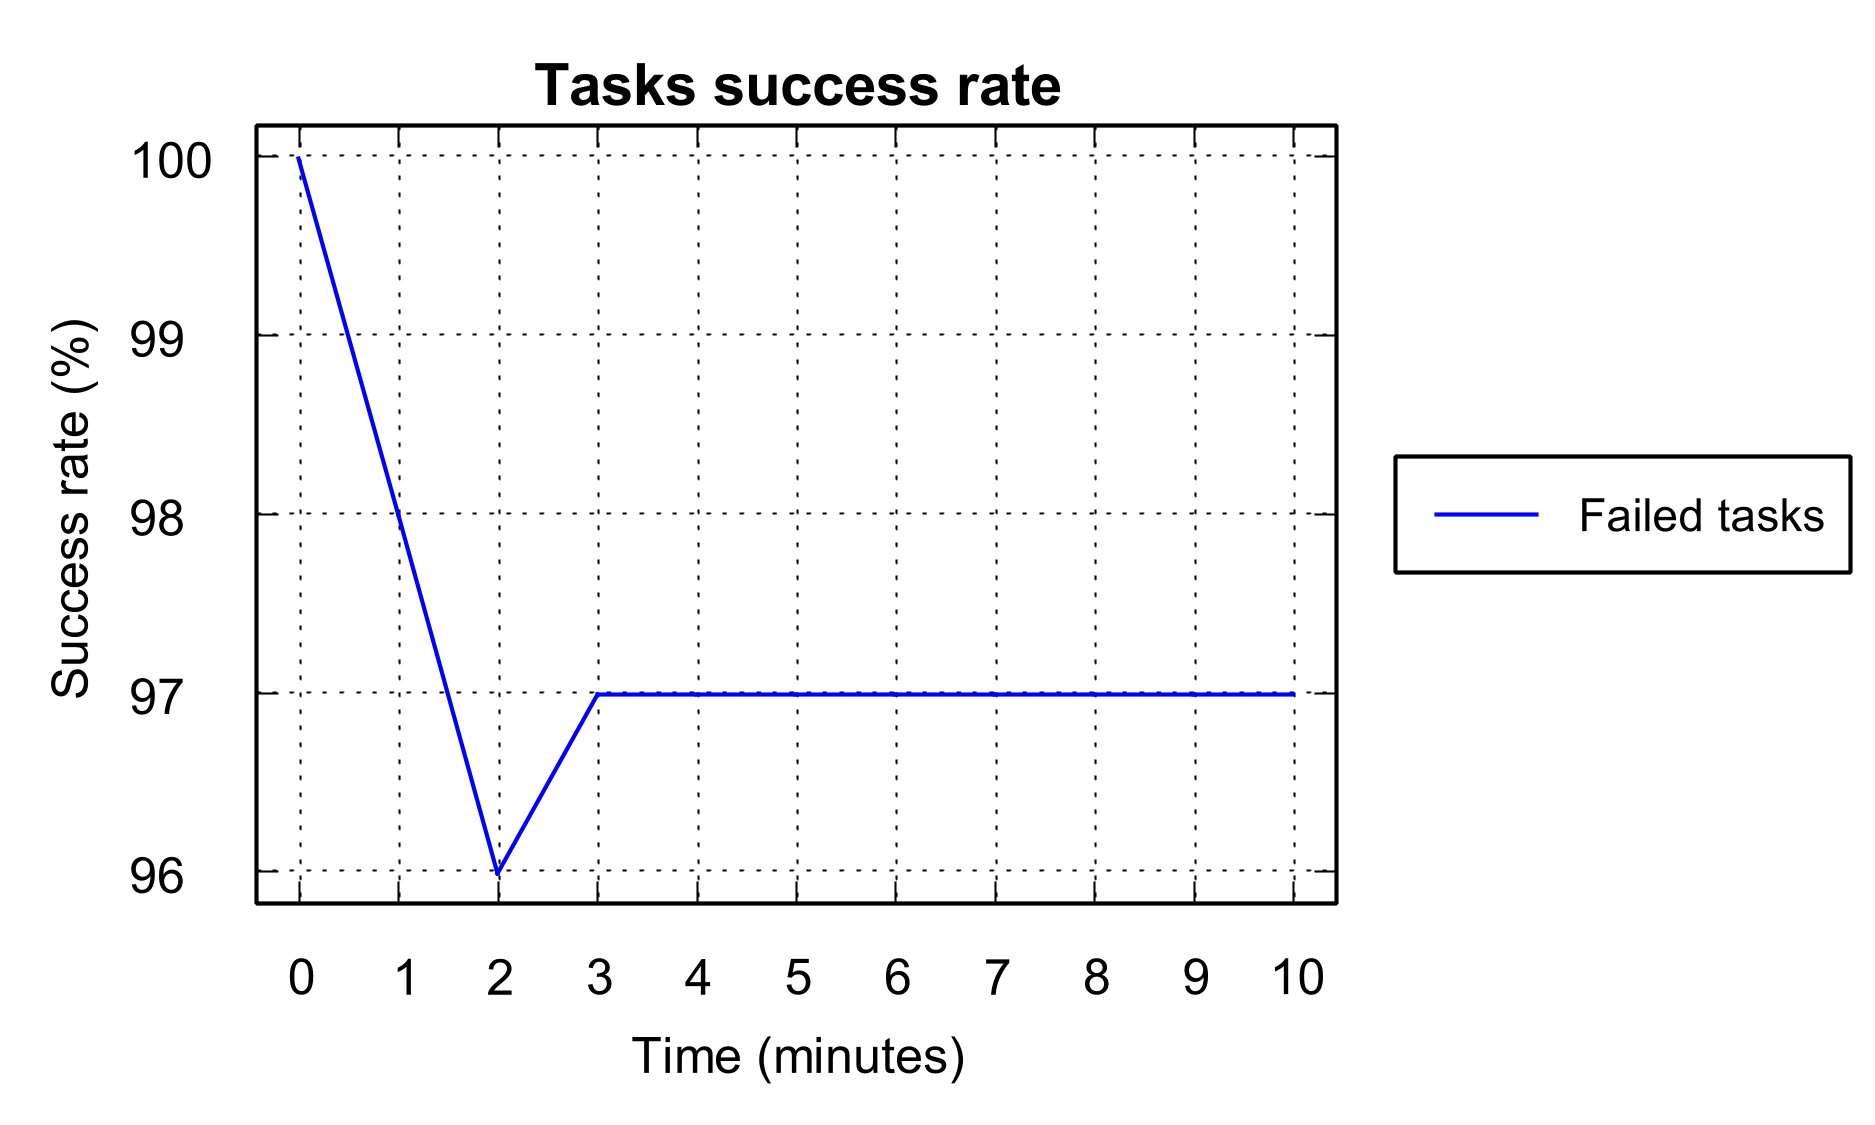 Tasks success rate
100
99
98
97
96
Success rate (%)
0 1 2 3 4 5 6 7 8 9 10
Time (minutes)
Failed tasks